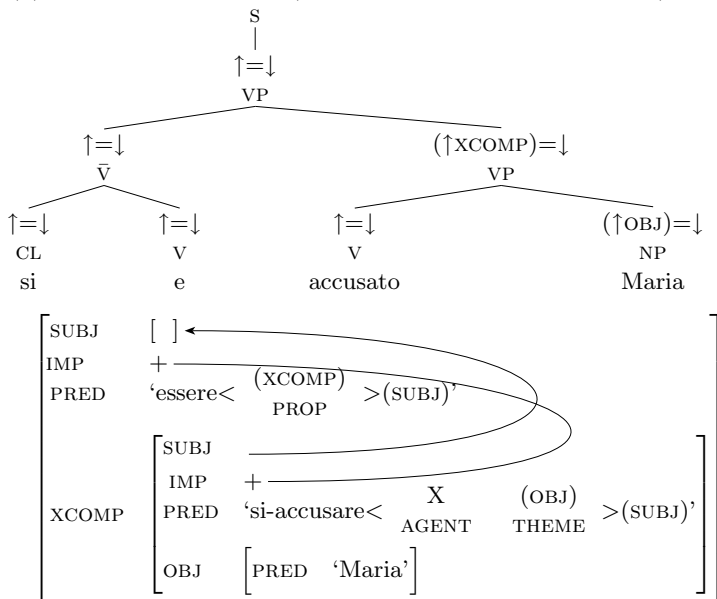 S
↑=↓
VP
↑=↓ (↑XCOMP)=↓
V̄ VP
↑=↓ ↑=↓ ↑=↓ (↑OBJ)=↓
CL V V NP
si e accusato Maria
SUBJ [ ]
IMP +
PRED ‘essere< (XCOMP) >(SUBJ)’
PROP
SUBJ
IMP +
XCOMP PRED ‘si-accusare< X (OBJ) >(SUBJ)’
AGENT THEME
OBJ [PRED ‘Maria’]